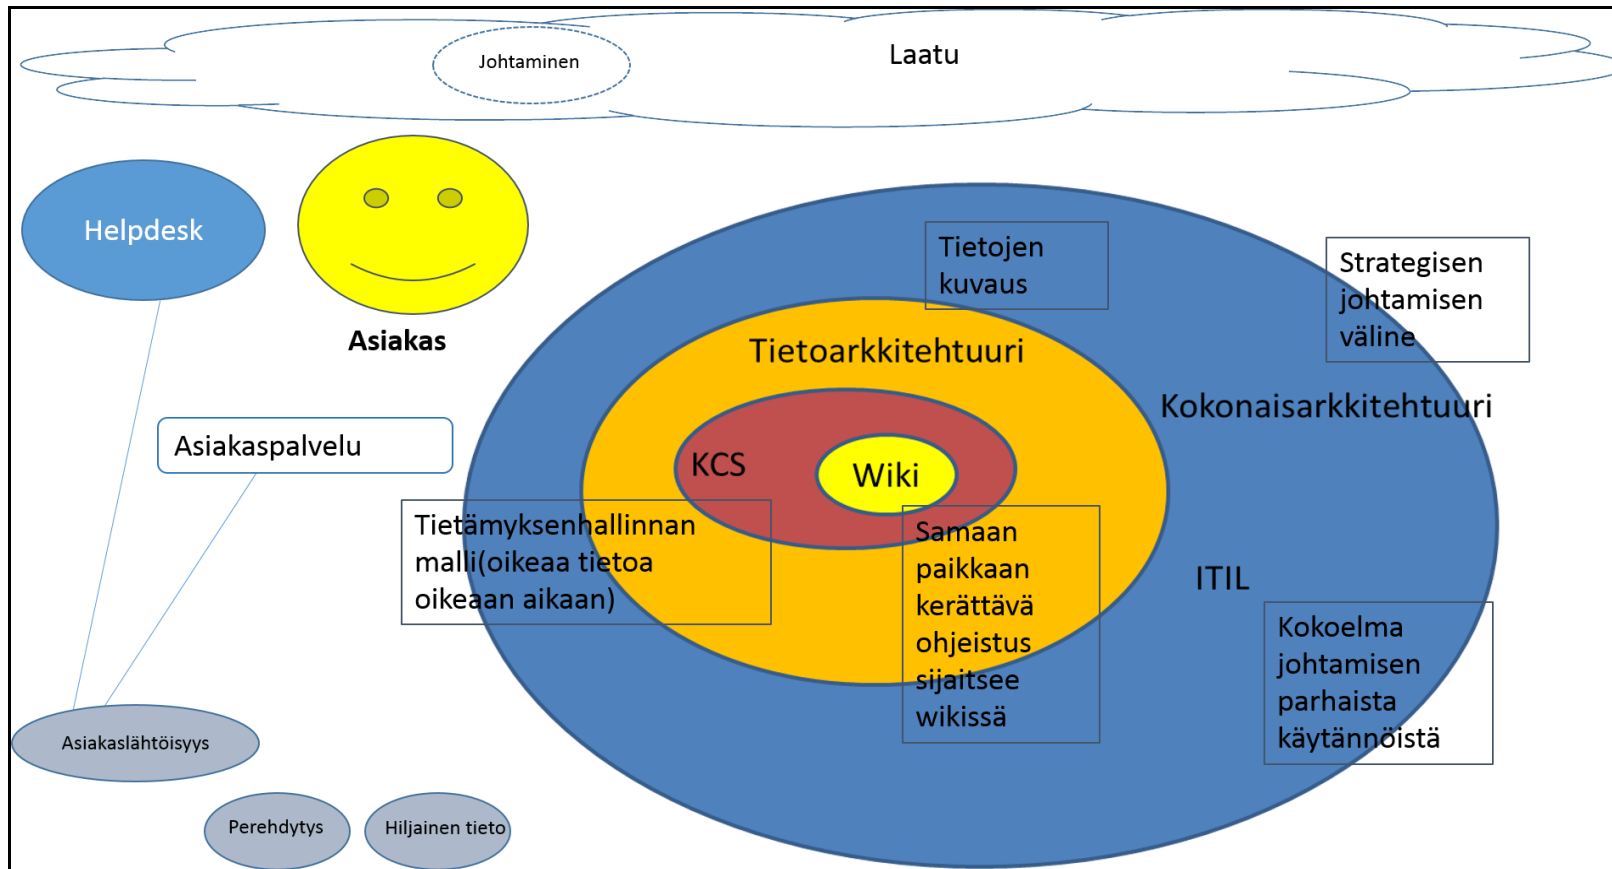 Johtaminen
Laatu
Helpdesk
Asiakas
Asiakaspalvelu
Asiakaslähtöisyys
Perehdytys
Hiljainen tieto
Tietojen
kuvaus
Strategisen
johtamisen
väline
Tietoarkkitehtuuri
Kokonaisarkkitehtuuri
KCS
Wiki
Tietämyksenhallinnan
malli(oikeaa tietoa
oikeaan aikaan)
Samaan
paikkaan
kerättävä
ohjeistus
sijaitsee
wikissä
ITIL
Kokoelma
johtamisen
parhaista
käytännöistä